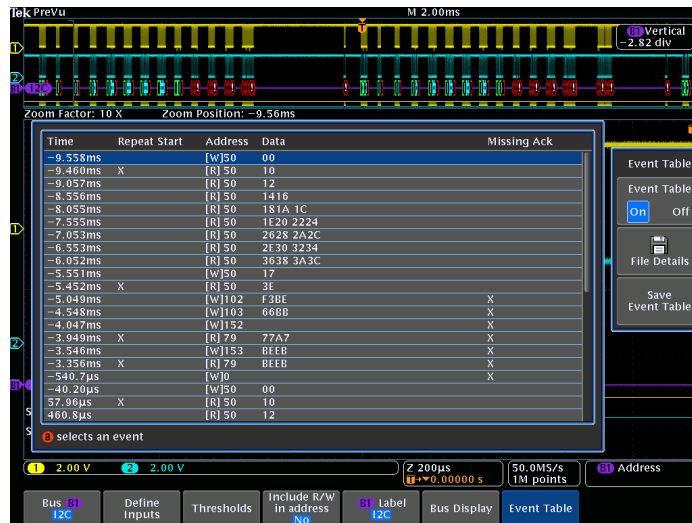 Tek PreVu M 2.00ms
B1 Vertical
−2.82 div
T
1
2
B1 I2C
Zoom Factor: 10 X Zoom Position: −9.56ms
Time Repeat Start Address Data Missing Ack
−9.558ms [W]50 00
−9.460ms X [R] 50 10
−9.057ms [R] 50 12
−8.556ms [R] 50 1416
−8.055ms [R] 50 181A 1C
−7.555ms [R] 50 1E20 2224
−7.053ms [R] 50 2628 2A2C
−6.553ms [R] 50 2E30 3234
−6.052ms [R] 50 3638 3A3C
−5.551ms [W]50 17
−5.452ms X [R] 50 3E
−5.049ms [W]102 F3BE X
−4.548ms [W]103 66BB X
−4.047ms [W]152 X
−3.949ms X [R] 79 77A7 X
−3.546ms [W]153 BEEB X
−3.356ms X [R] 79 BEEB X
−540.7µs [W]0 X
−40.20µs [W]50 00
57.96µs X [R] 50 10
460.8µs [R] 50 12
a selects an event
Event Table
Event Table
On Off
File Details
Save
Event Table
1
2
B1
S
S
1 2.00 V 2 2.00 V
Z 200µs
T→▼0.00000 s
50.0MS/s
1M points
B1 Address
Bus B1
I2C
Define
Inputs
Thresholds
Include R/W
in address
No
B1 Label
I2C
Bus Display
Event Table